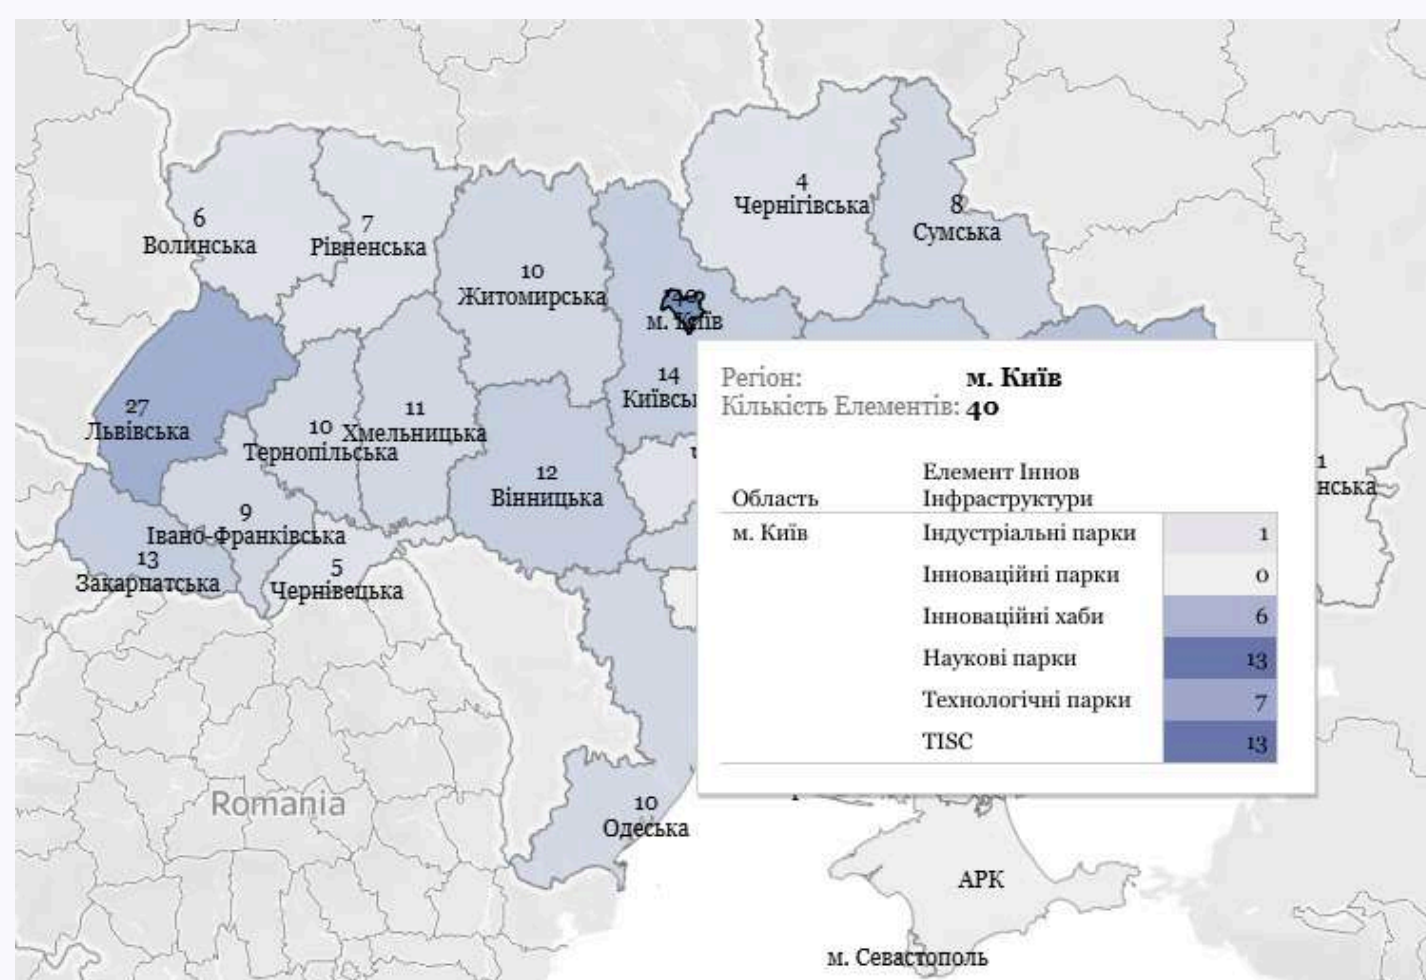 4
Чернігівська
8
Сумська
6
Волинська
7
Рівненська
10
Житомирська
40
м. Київ
14
27
Львівська
11
Хмельницька
10
Тернопільська
12
Вінницька
9
Івано-Франківська
13
Закарпатська
5
Чернівецька
Регіон: м. Київ
Кількість Елементів: 40
Елемент Іннов
Область Інфраструктури
м. Київ Індустріальні парки 1
Інноваційні парки 0
Інноваційні хаби 6
Наукові парки 13
Технологічні парки 7
TISC 13
1
нська
Romania
10
Одеська
АРК
м. Севастополь